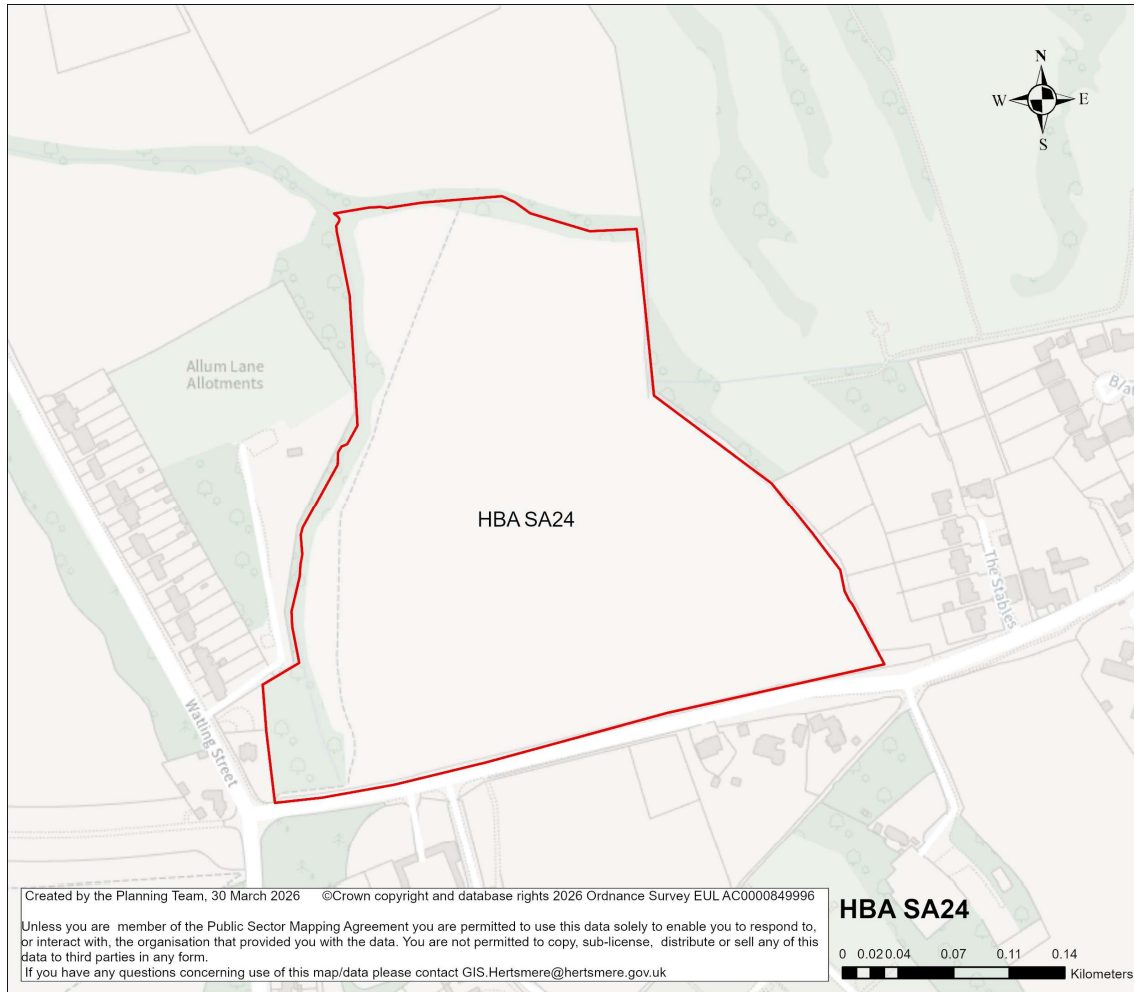 N
W E
S
Allum Lane
Allotments
HBA SA24
The Stables
Watling Street
Created by the Planning Team, 30 March 2026 ©Crown copyright and database rights 2026 Ordnance Survey EUL AC0000849996
Unless you are member of the Public Sector Mapping Agreement you are permitted to use this data solely to enable you to respond to,
or interact with, the organisation that provided you with the data. You are not permitted to copy, sub-license, distribute or sell any of this
data to third parties in any form.
If you have any questions concerning use of this map/data please contact GIS.Hertsmere@hertsmere.gov.uk
HBA SA24
0 0.02 0.04 0.07 0.11 0.14
Kilometers